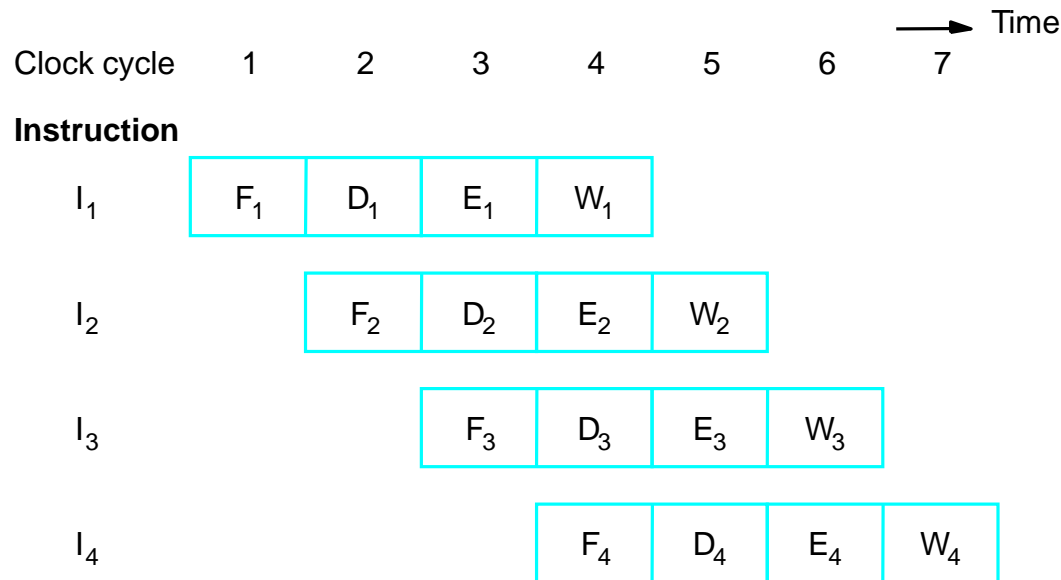 Time
Clock cycle 1 2 3 4 5 6 7
Instruction
I₁ F₁ D₁ E₁ W₁
I₂ F₂ D₂ E₂ W₂
I₃ F₃ D₃ E₃ W₃
I₄ F₄ D₄ E₄ W₄